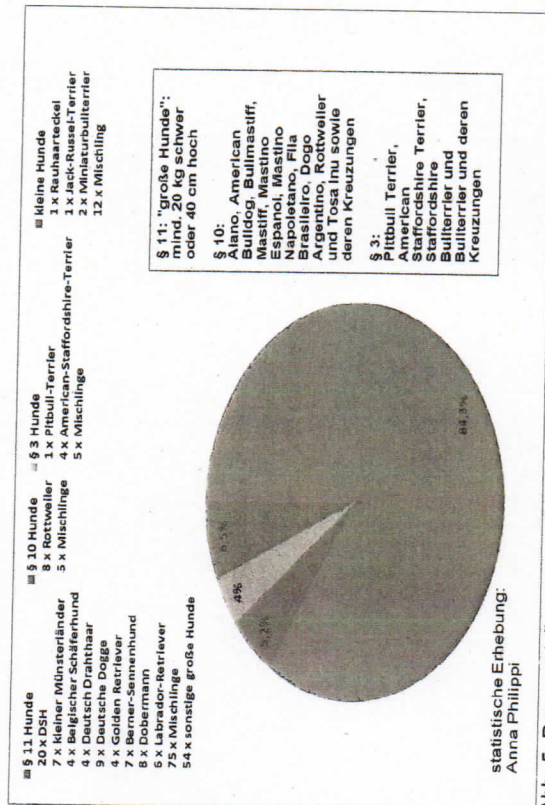 § 11 Hunde
20 x DSH
7 x kleiner Münsterländer
4 x Belgischer Schäferhund
4 x Deutsch Drahthaar
9 x Deutsche Dogge
4 x Golden Retriever
7 x Berner-Sennenhund
8 x Dobermann
6 x Labrador-Retriever
75 x Mischlinge
54 x sonstige große Hunde
§ 10 Hunde
8 x Rottweiler
5 x Mischlinge
§ 3 Hunde
1 x Pitbull-Terrier
4 x American-Staffordshire-Terrier
5 x Mischlinge
kleine Hunde
1 x Rauhaarteckel
1 x Jack-Russel-Terrier
2 x Miniaturbullterrier
12 x Mischling
5,2%
4%
6,5%
84,3%
§ 11: "große Hunde":
mind. 20 kg schwer
oder 40 cm hoch
§ 10:
Alano, American
Bulldog, Bullmastiff,
Mastiff, Mastino
Espanol, Mastino
Napoletano, Fila
Brasileiro, Dogo
Argentino, Rottweiler
und Tosa Inu sowie
deren Kreuzungen
§ 3:
Pittbull Terrier,
American
Staffordshire Terrier,
Staffordshire
Bullterrier und
Bullterrier und deren
Kreuzungen
statistische Erhebung:
Anna Philippi